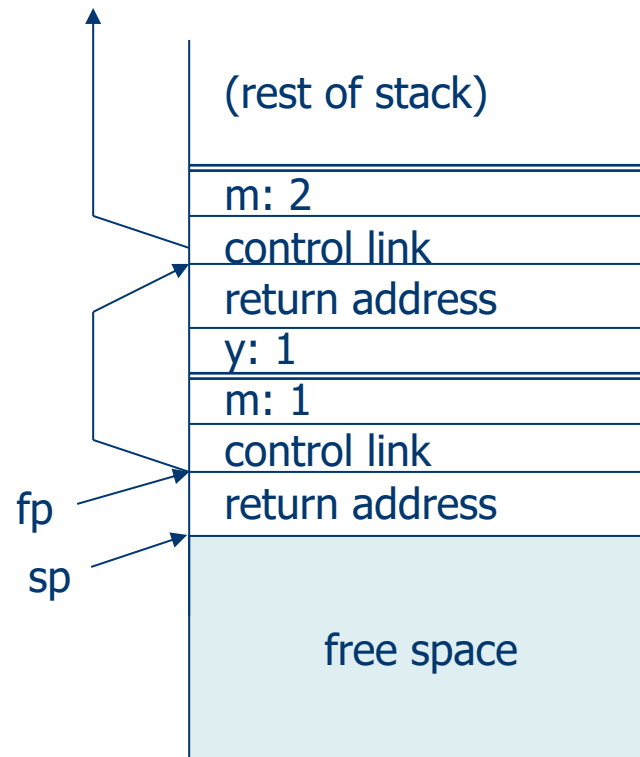 (rest of stack)
m: 2
control link
return address
y: 1
m: 1
control link
fp
return address
sp
free space